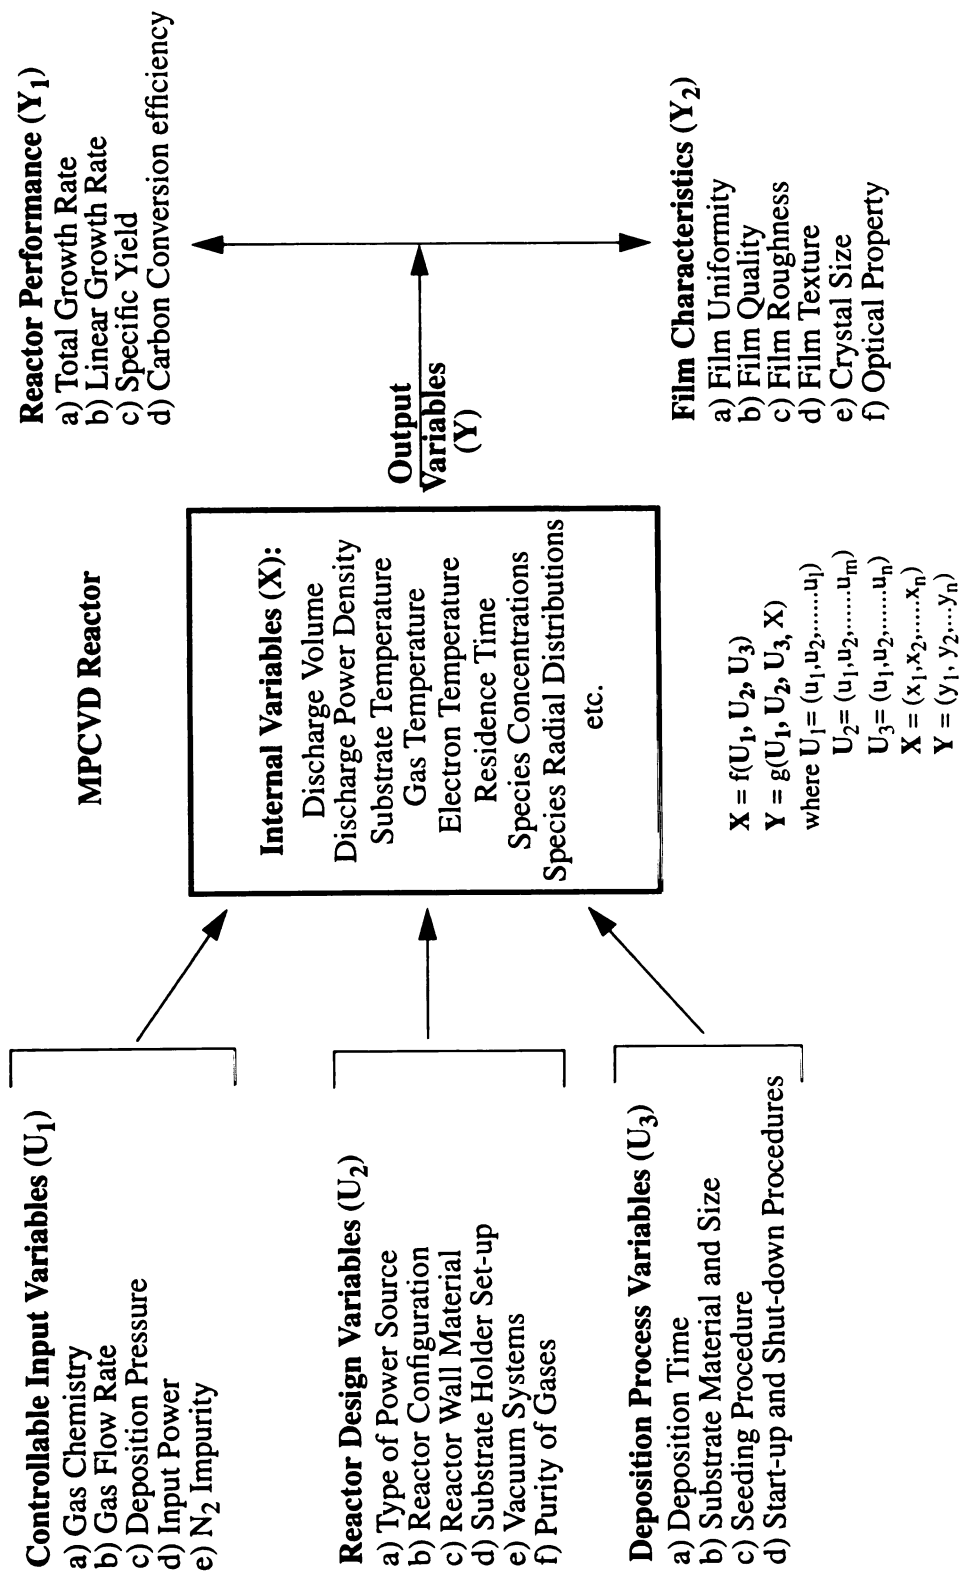 Controllable Input Variables (U1)
a) Gas Chemistry
b) Gas Flow Rate
c) Deposition Pressure
d) Input Power
e) N2 Impurity
Reactor Design Variables (U2)
a) Type of Power Source
b) Reactor Configuration
c) Reactor Wall Material
d) Substrate Holder Set-up
e) Vacuum Systems
f) Purity of Gases
Deposition Process Variables (U3)
a) Deposition Time
b) Substrate Material and Size
c) Seeding Procedure
d) Start-up and Shut-down Procedures
MPCVD Reactor
Internal Variables (X):
Discharge Volume
Discharge Power Density
Substrate Temperature
Gas Temperature
Electron Temperature
Residence Time
Species Concentrations
Species Radial Distributions
etc.
X = f(U1, U2, U3)
Y = g(U1, U2, U3, X)
where U1= (u1,u2,.....ul)
U2= (u1,u2,.....um)
U3= (u1,u2,.....un)
X = (x1,x2,.....xn)
Y = (y1, y2,...yn)
Output
Variables
(Y)
Reactor Performance (Y1)
a) Total Growth Rate
b) Linear Growth Rate
c) Specific Yield
d) Carbon Conversion efficiency
Film Characteristics (Y2)
a) Film Uniformity
b) Film Quality
c) Film Roughness
d) Film Texture
e) Crystal Size
f) Optical Property